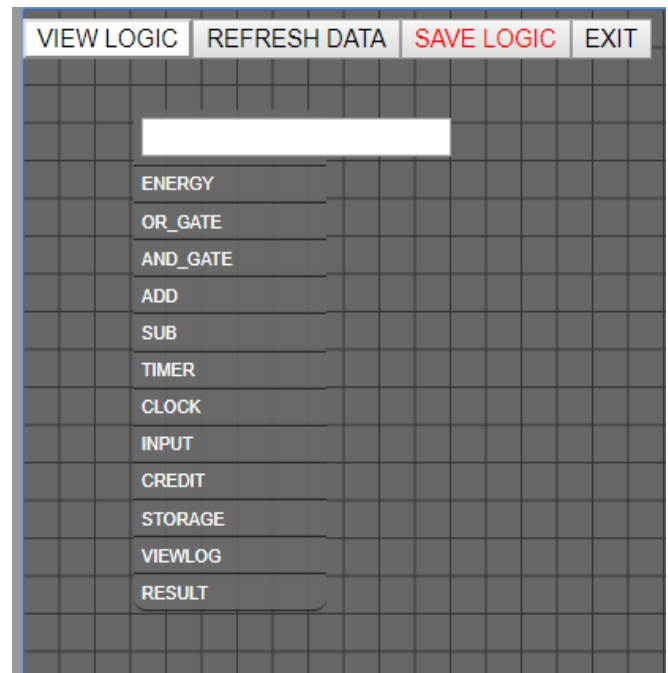 VIEW LOGIC REFRESH DATA SAVE LOGIC EXIT
ENERGY
OR_GATE
AND_GATE
ADD
SUB
TIMER
CLOCK
INPUT
CREDIT
STORAGE
VIEWLOG
RESULT